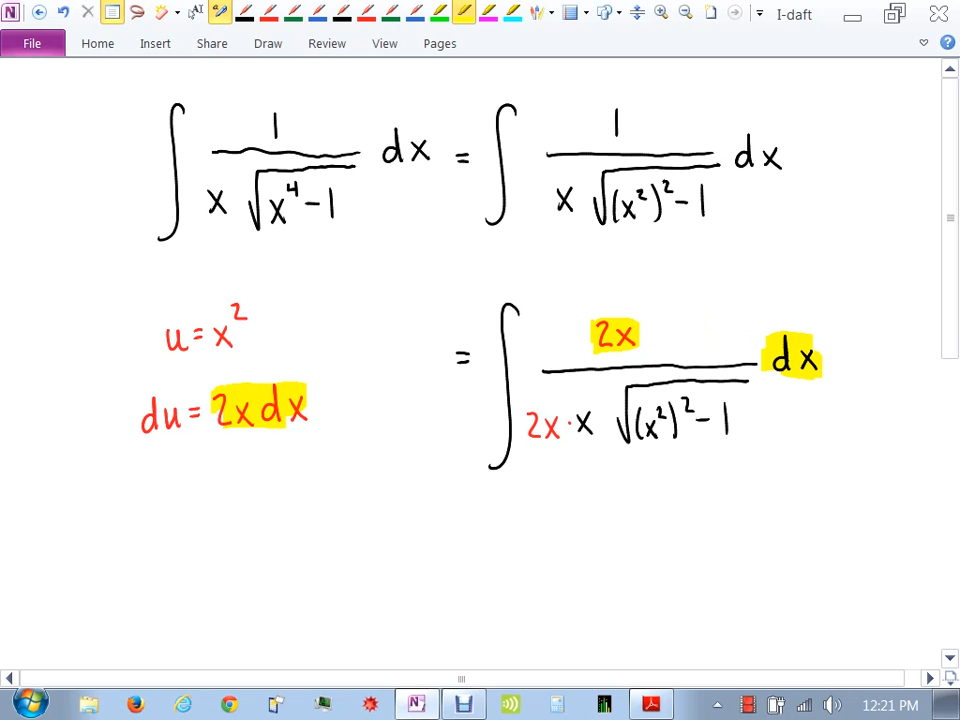 I-daft
File Home Insert Share Draw Review View Pages
∫ 1 / (x √(x⁴ - 1)) dx = ∫ 1 / (x √((x²)² - 1)) dx
u = x²
du = 2x dx
= ∫ 2x / (2x · x √((x²)² - 1)) dx
12:21 PM